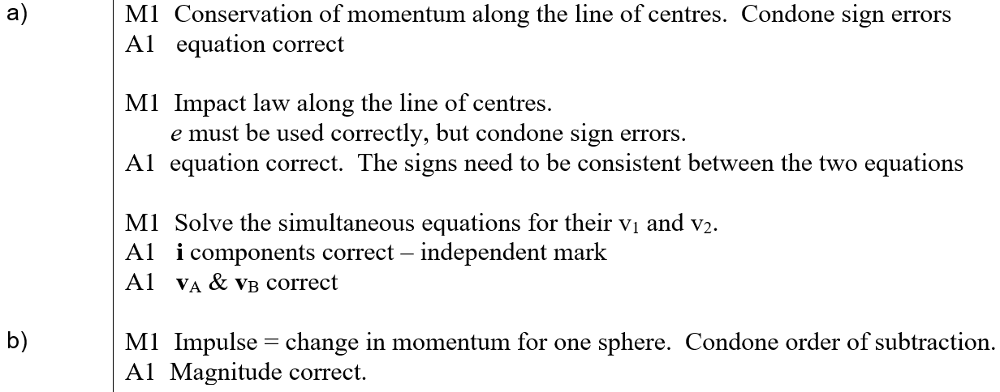 a) M1 Conservation of momentum along the line of centres. Condone sign errors
A1 equation correct
M1 Impact law along the line of centres.
e must be used correctly, but condone sign errors.
A1 equation correct. The signs need to be consistent between the two equations
M1 Solve the simultaneous equations for their v₁ and v₂.
A1 i components correct – independent mark
A1 vA & vB correct
b) M1 Impulse = change in momentum for one sphere. Condone order of subtraction.
A1 Magnitude correct.